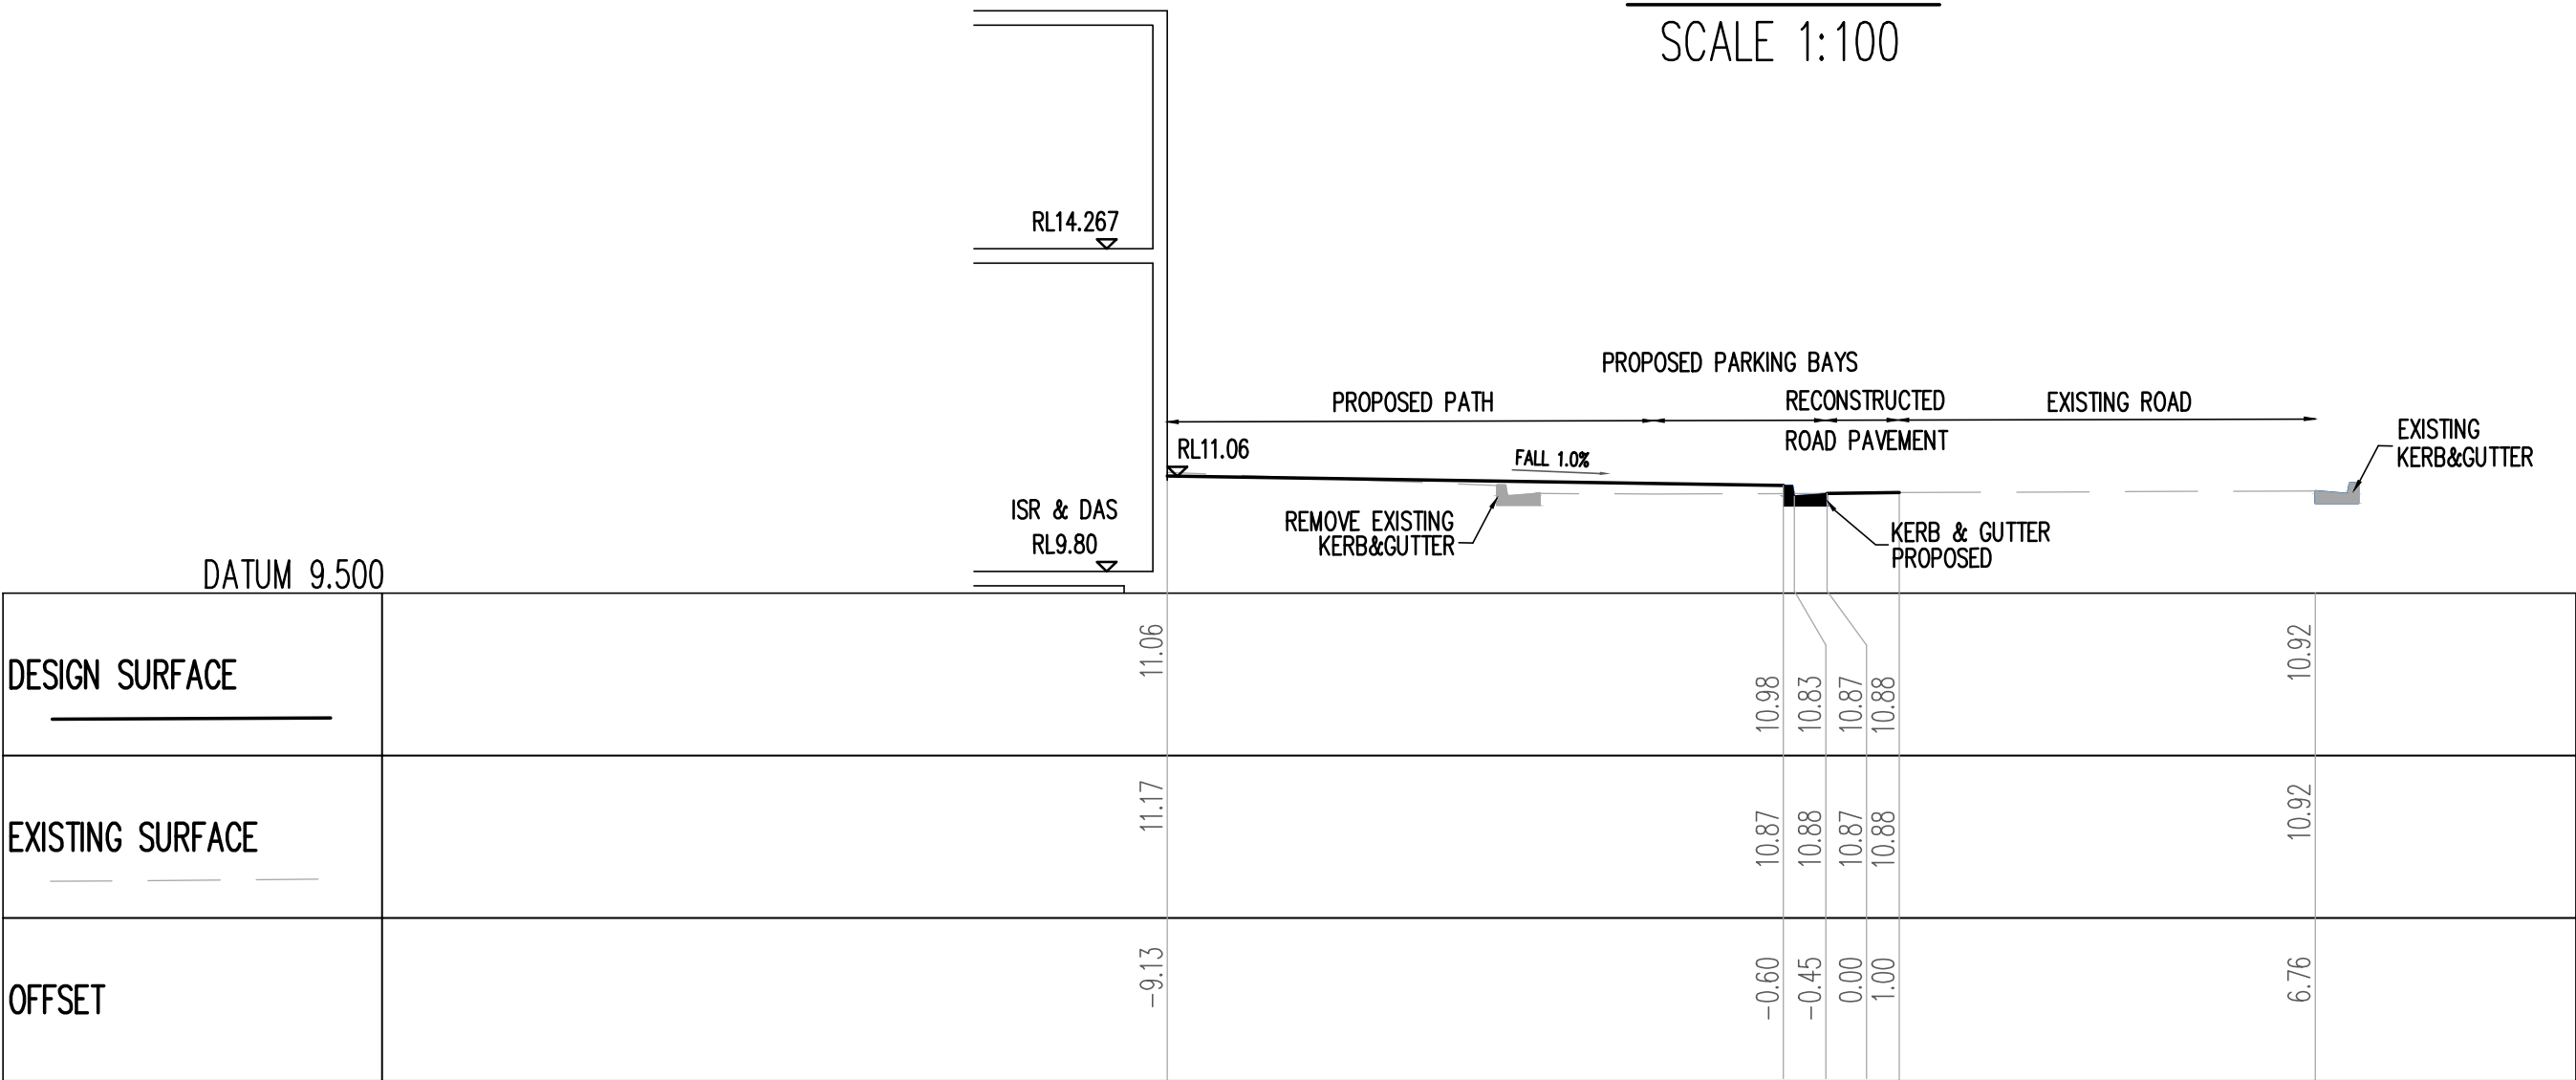 SCALE 1:100
RL14.267
PROPOSED PARKING BAYS
PROPOSED PATH
RECONSTRUCTED
ROAD PAVEMENT
EXISTING ROAD
EXISTING
KERB&GUTTER
RL11.06
FALL 1.0%
ISR & DAS
RL9.80
REMOVE EXISTING
KERB&GUTTER
KERB & GUTTER
PROPOSED
DATUM 9.500
DESIGN SURFACE
11.06
10.98
10.83
10.87
10.88
10.92
EXISTING SURFACE
11.17
10.87
10.88
10.87
10.88
10.92
OFFSET
-9.13
-0.60
-0.45
0.00
1.00
6.76